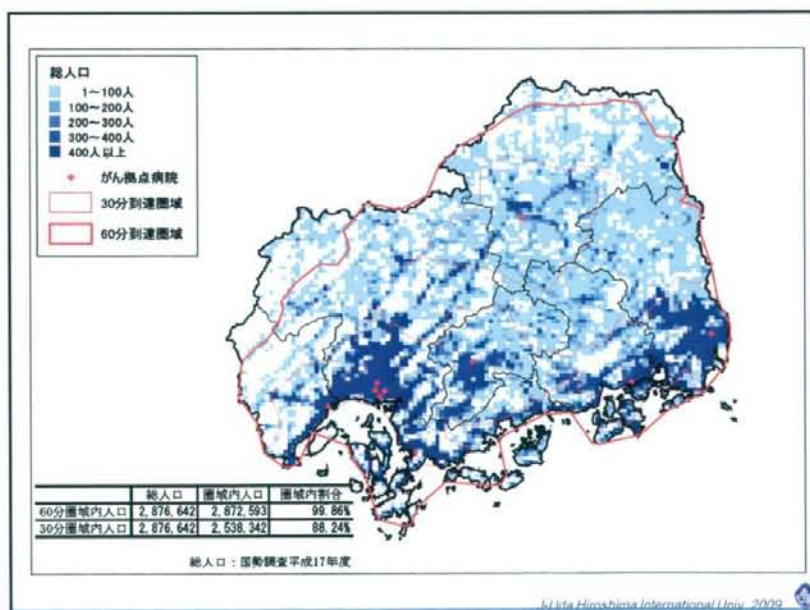 総人口
1～100人
100～200人
200～300人
300～400人
400人以上
がん拠点病院
30分到達圏域
60分到達圏域
総人口 圏域内人口 圏域内割合
60分圏域内人口 2,876,642 2,872,593 99.86%
30分圏域内人口 2,876,642 2,538,342 88.24%
総人口：国勢調査平成17年度
Hiroshima International Univ. 2009